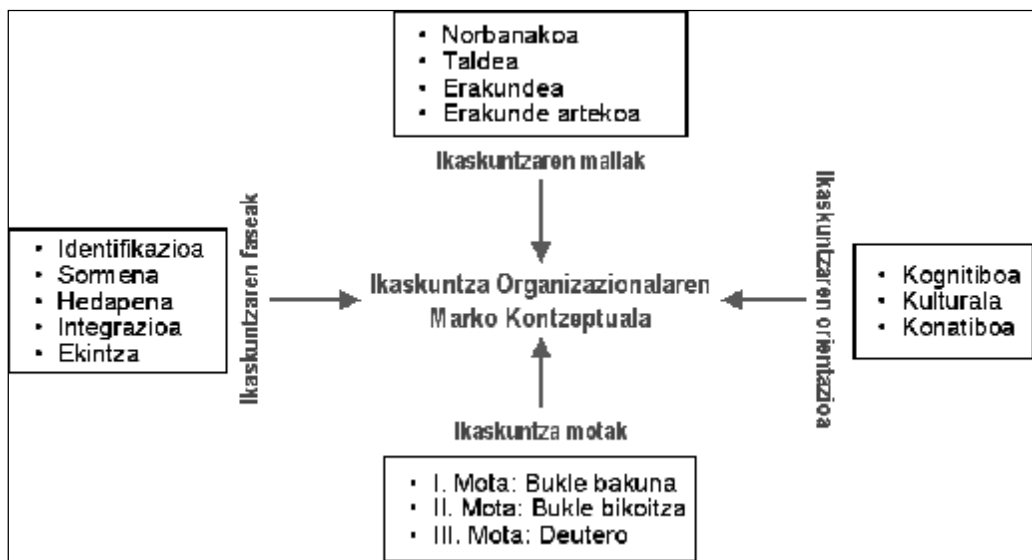 • Norbanakoa
• Taldea
• Erakundea
• Erakunde artekoa
Ikaskuntzaren mailak
Ikaskuntzaren faseak
• Identifikazioa
• Sormena
• Hedapena
• Integrazioa
• Ekintza
Ikaskuntza Organizazionalaren
Marko Kontzeptuala
Ikaskuntzaren orientazioa
• Kognitiboa
• Kulturala
• Konatiboa
Ikaskuntza motak
• I. Mota: Bukle bakuna
• II. Mota: Bukle bikoitza
• III. Mota: Deutero